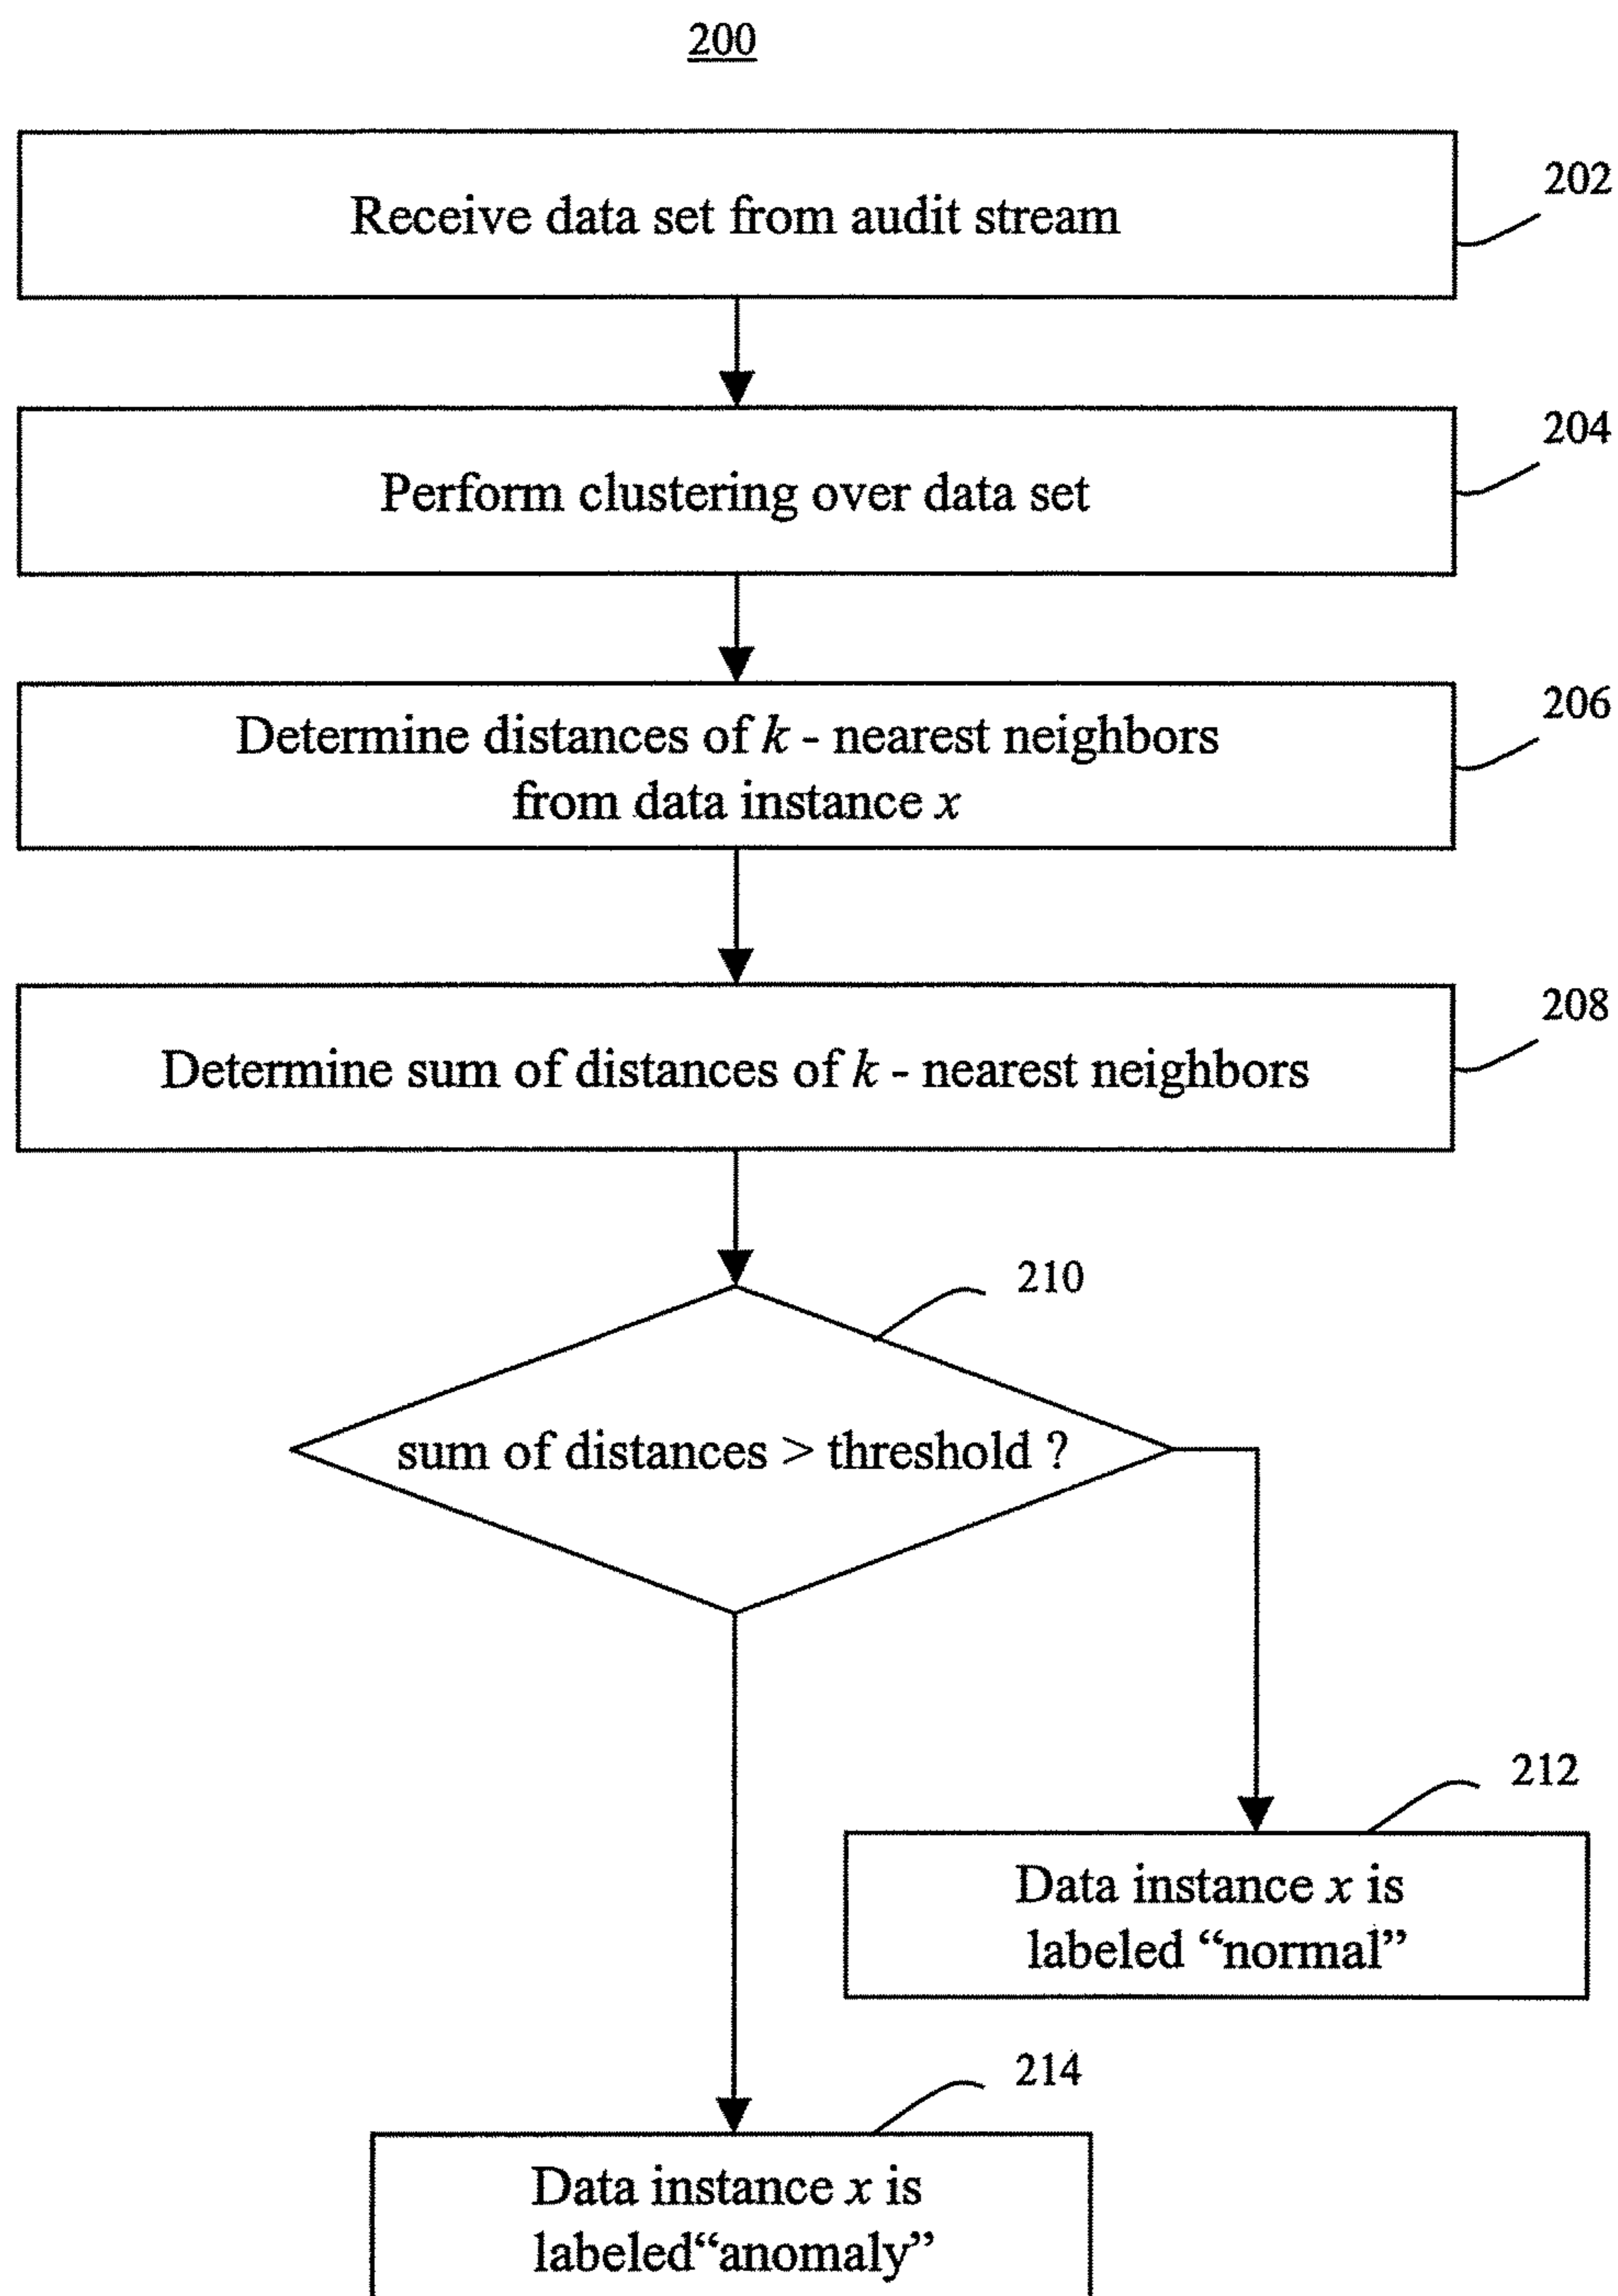 200
Receive data set from audit stream
202
Perform clustering over data set
204
Determine distances of k - nearest neighbors
from data instance x
206
Determine sum of distances of k - nearest neighbors
208
210
sum of distances > threshold ?
212
Data instance x is
labeled “normal”
214
Data instance x is
labeled“anomaly”